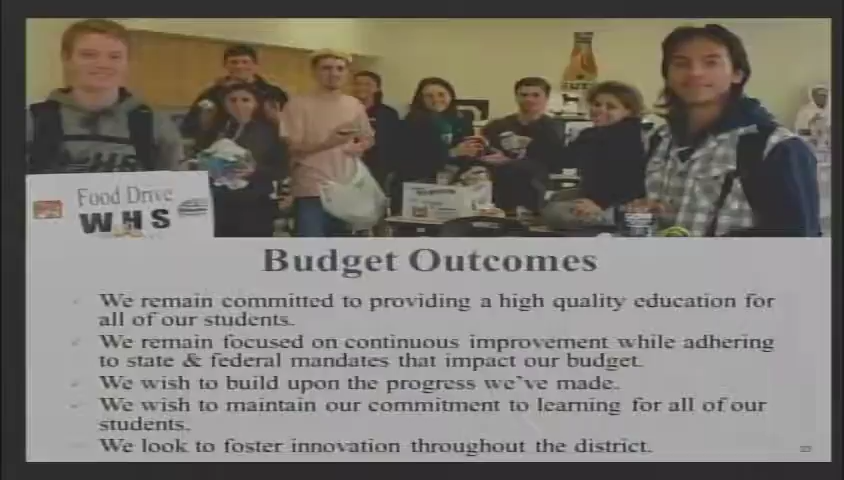 Food Drive
WHS
Budget Outcomes
We remain committed to providing a high quality education for
all of our students.
We remain focused on continuous improvement while adhering
to state & federal mandates that impact our budget.
We wish to build upon the progress we've made.
We wish to maintain our commitment to learning for all of our
students.
We look to foster innovation throughout the district.